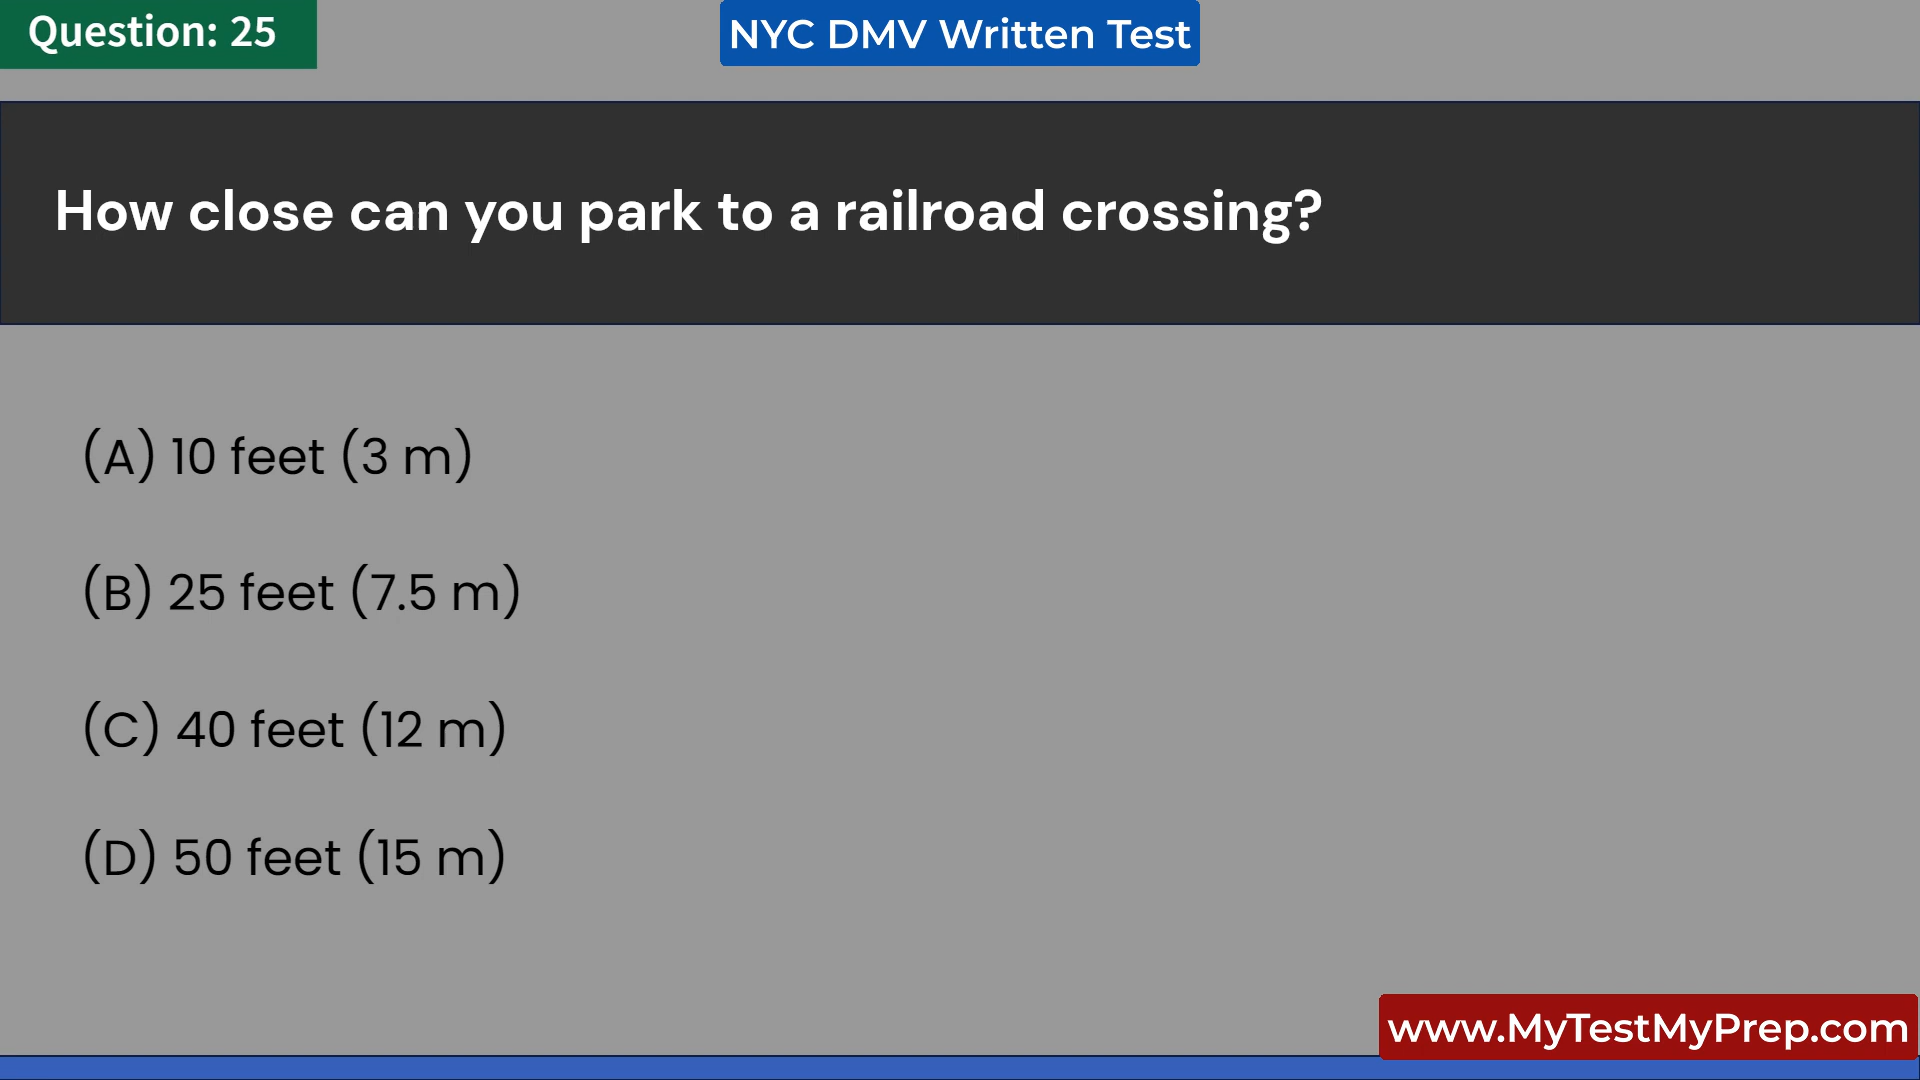 Question: 25
NYC DMV Written Test
How close can you park to a railroad crossing?
(A) 10 feet (3 m)
(B) 25 feet (7.5 m)
(C) 40 feet (12 m)
(D) 50 feet (15 m)
www.MyTestMyPrep.com